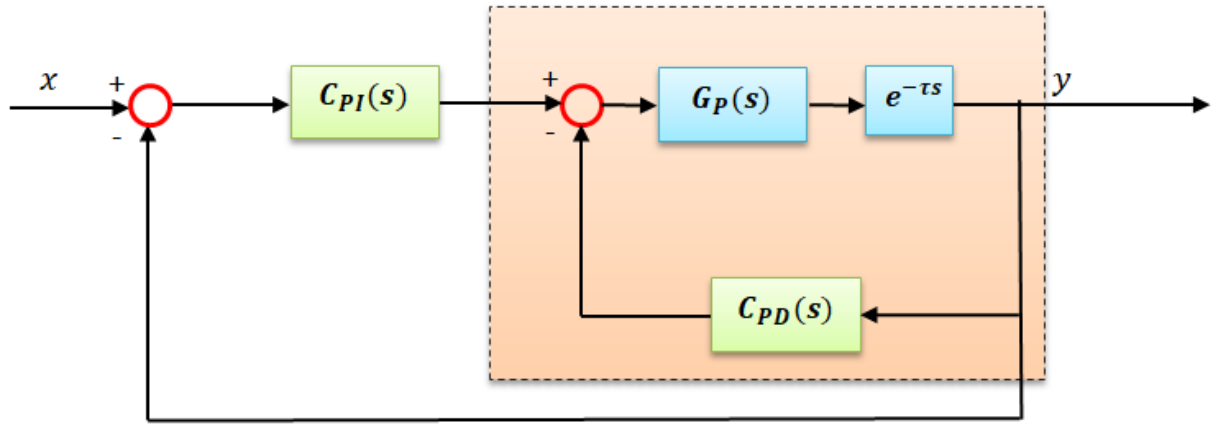 x
+
-
C_{PI}(s)
+
-
G_P(s)
e^{-τs}
y
C_{PD}(s)